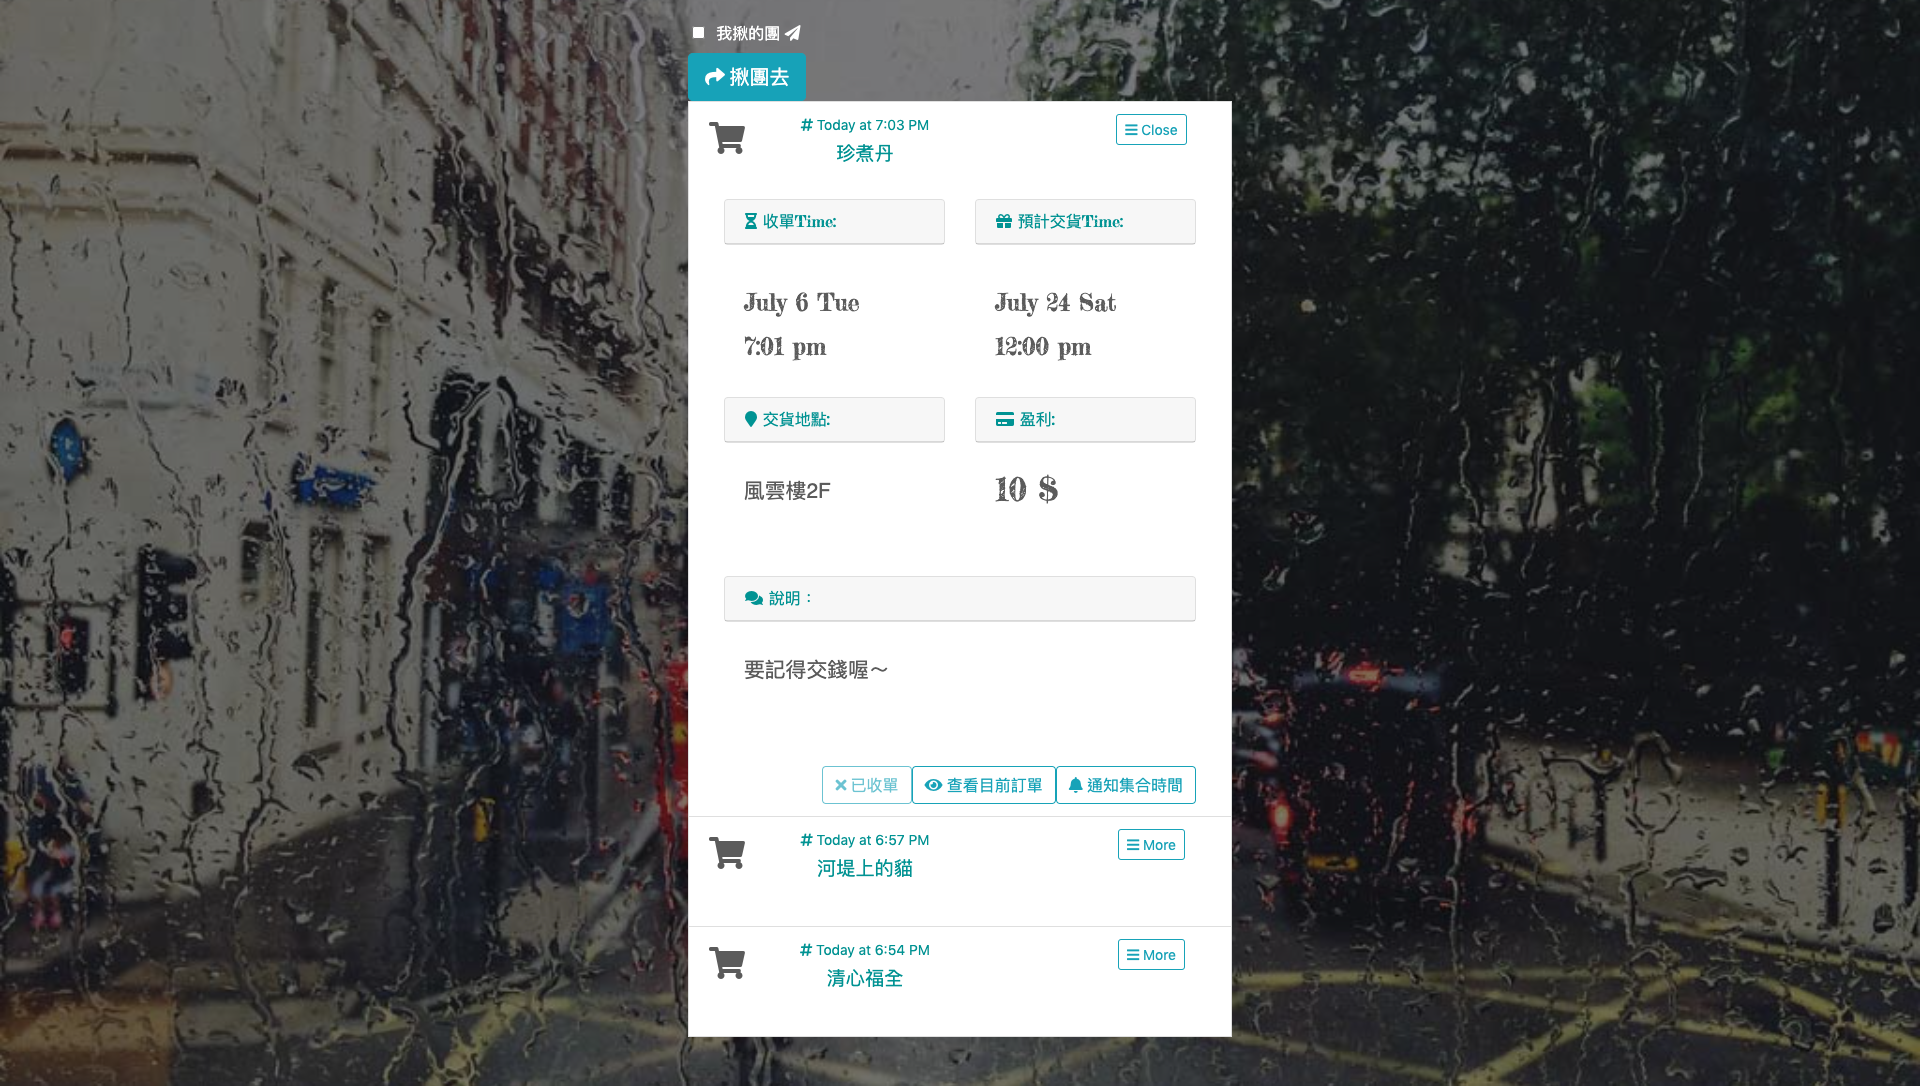 我揪的團
揪團去
# Today at 7:03 PM
珍煮丹
Close
收單Time:
預計交貨Time:
July 6 Tue
7:01 pm
July 24 Sat
12:00 pm
交貨地點:
盈利:
風雲樓2F
10 $
說明：
要記得交錢喔～
已收單
查看目前訂單
通知集合時間
# Today at 6:57 PM
河堤上的貓
More
# Today at 6:54 PM
清心福全
More